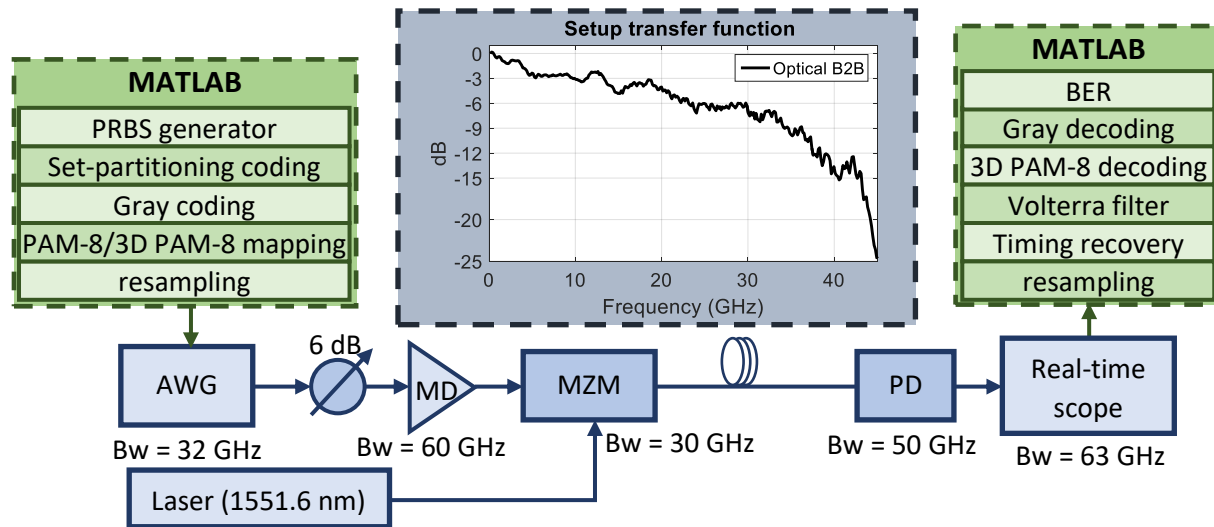 MATLAB
PRBS generator
Set-partitioning coding
Gray coding
PAM-8/3D PAM-8 mapping
resampling
Setup transfer function
Optical B2B
0
-3
-6
-9
-12
-15
-20
-25
dB
0
10
20
30
40
Frequency (GHz)
MATLAB
BER
Gray decoding
3D PAM-8 decoding
Volterra filter
Timing recovery
resampling
AWG
6 dB
MD
MZM
PD
Real-time
scope
Bw = 32 GHz
Bw = 60 GHz
Bw = 30 GHz
Bw = 50 GHz
Bw = 63 GHz
Laser (1551.6 nm)